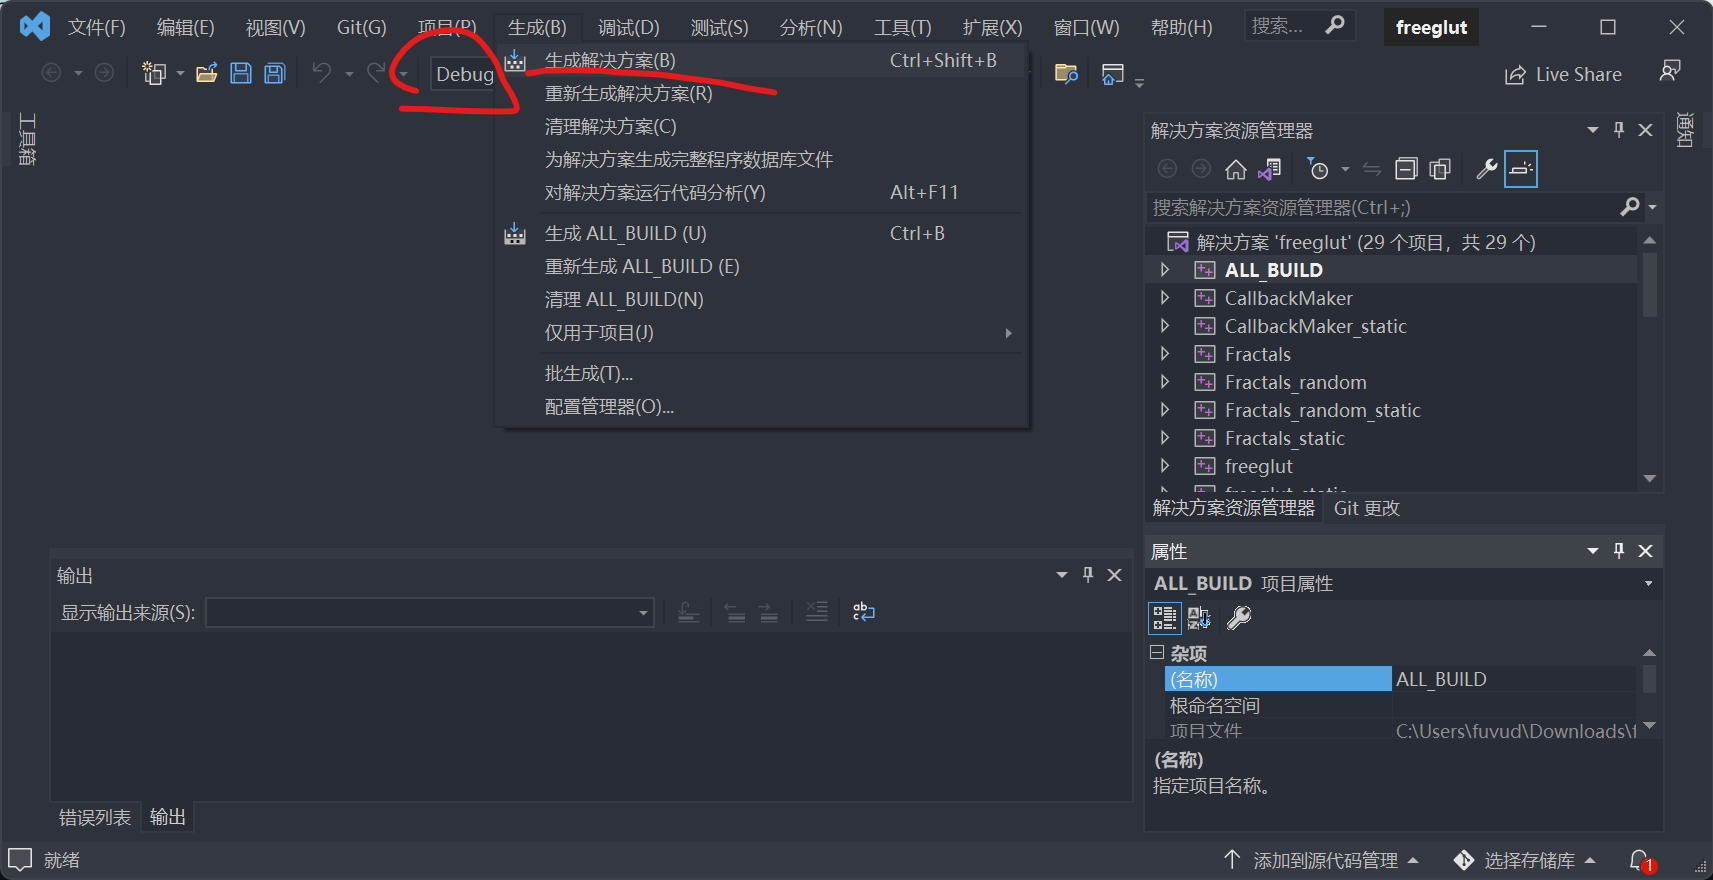 文件(F) 编辑(E) 视图(V) Git(G) 项目(P) 生成(B) 调试(D) 测试(S) 分析(N) 工具(T) 扩展(X) 窗口(W) 帮助(H) 搜索... freeglut
Debug
Live Share
生成解决方案(B) Ctrl+Shift+B
重新生成解决方案(R)
清理解决方案(C)
为解决方案生成完整程序数据库文件
对解决方案运行代码分析(Y) Alt+F11
生成 ALL_BUILD (U) Ctrl+B
重新生成 ALL_BUILD (E)
清理 ALL_BUILD(N)
仅用于项目(J)
批生成(T)...
配置管理器(O)...
工具箱
通知
解决方案资源管理器
搜索解决方案资源管理器(Ctrl+;)
解决方案 'freeglut' (29 个项目，共 29 个)
ALL_BUILD
CallbackMaker
CallbackMaker_static
Fractals
Fractals_random
Fractals_random_static
Fractals_static
freeglut
freeglut_static
解决方案资源管理器 Git 更改
属性
ALL_BUILD 项目属性
杂项
(名称) ALL_BUILD
根命名空间
项目文件 C:\Users\fuvud\Downloads\f
(名称)
指定项目名称。
输出
显示输出来源(S):
错误列表 输出
就绪
添加到源代码管理 选择存储库 1